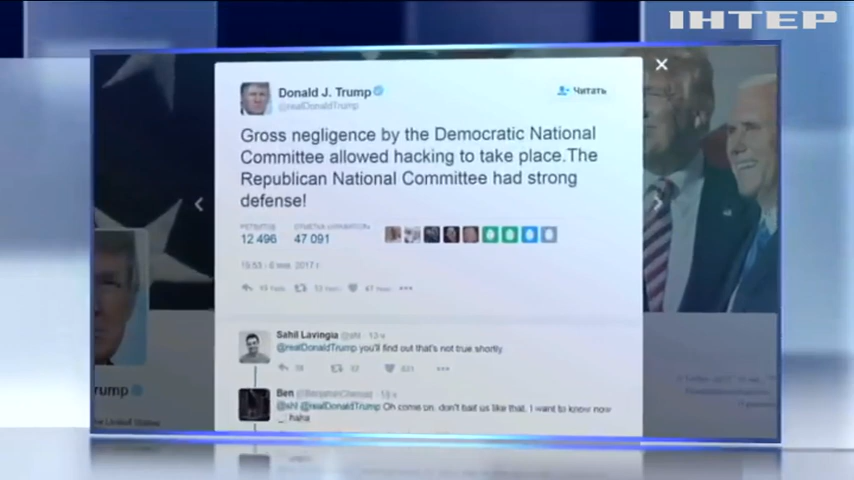 ІНТЕР
Donald J. Trump
@realDonaldTrump
Читать
Gross negligence by the Democratic National
Committee allowed hacking to take place.The
Republican National Committee had strong
defense!
12 496
47 091
Sahil Lavingia @shl
@realDonaldTrump you'll find out that's not true shortly
Ben
@shl @realDonaldTrump Oh come on, don't bait us like that. I want to know now
haha
rump